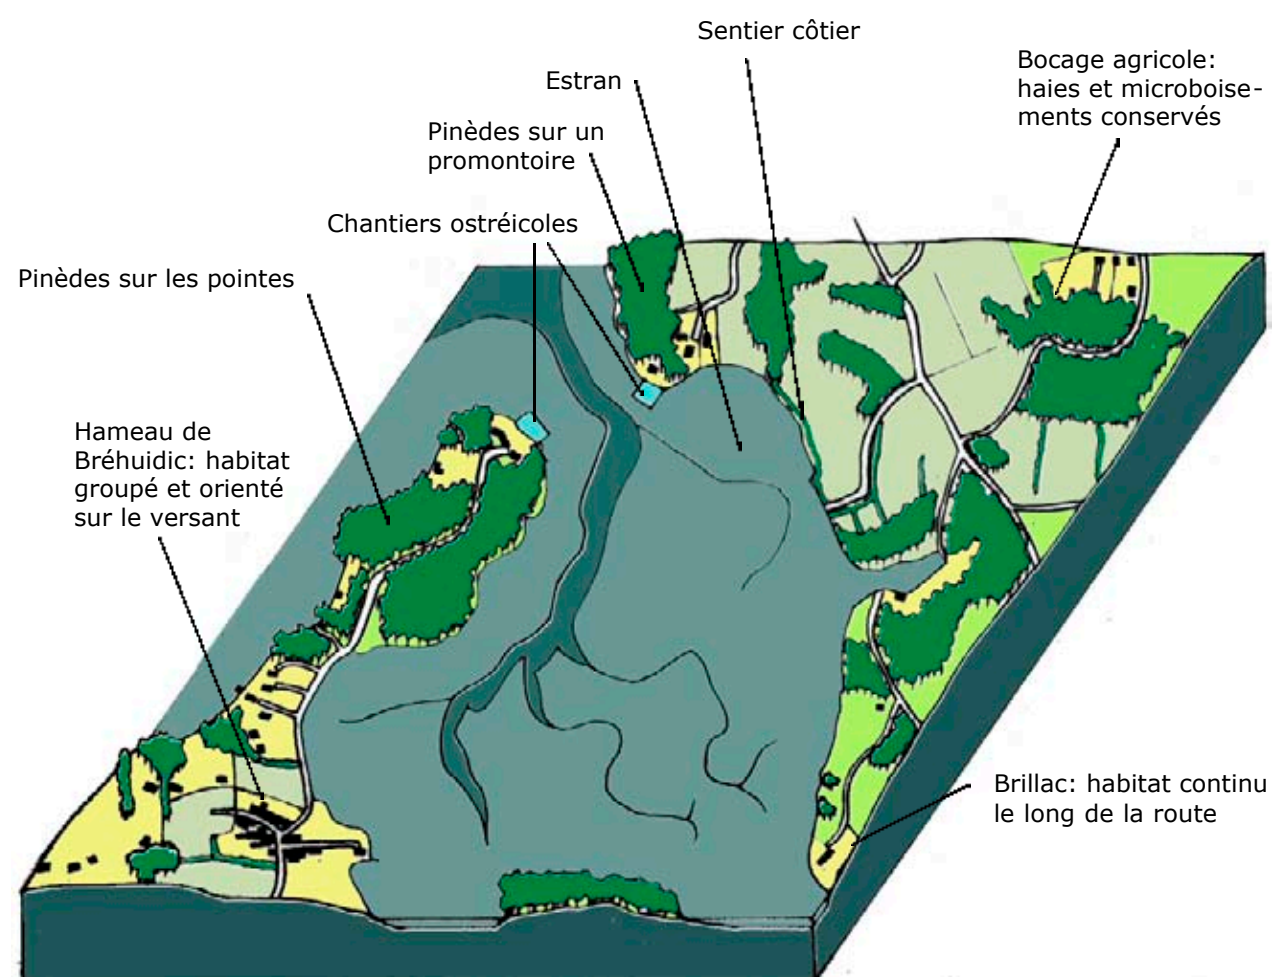 Sentier côtier
Bocage agricole:
haies et microboise-
ments conservés
Estran
Pinèdes sur un
promontoire
Chantiers ostréicoles
Pinèdes sur les pointes
Hameau de
Bréhuidic: habitat
groupé et orienté
sur le versant
Brillac: habitat continu
le long de la route